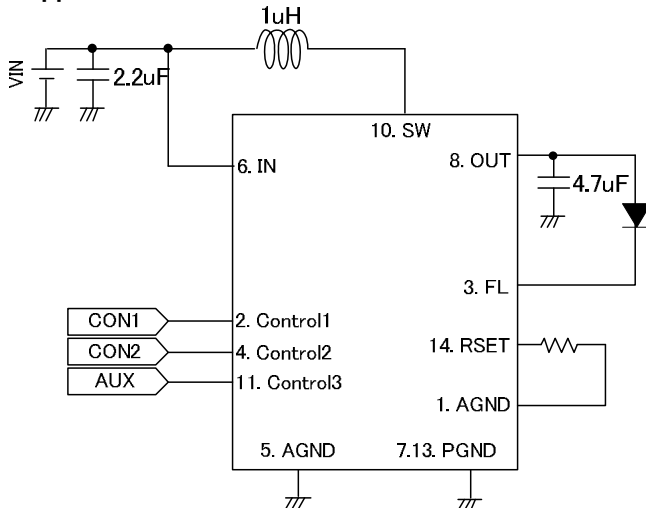 1uH
VIN
2.2uF
10. SW
6. IN
8. OUT
4.7uF
3. FL
CON1
2. Control1
CON2
4. Control2
14. RSET
AUX
11. Control3
1. AGND
5. AGND
7.13. PGND